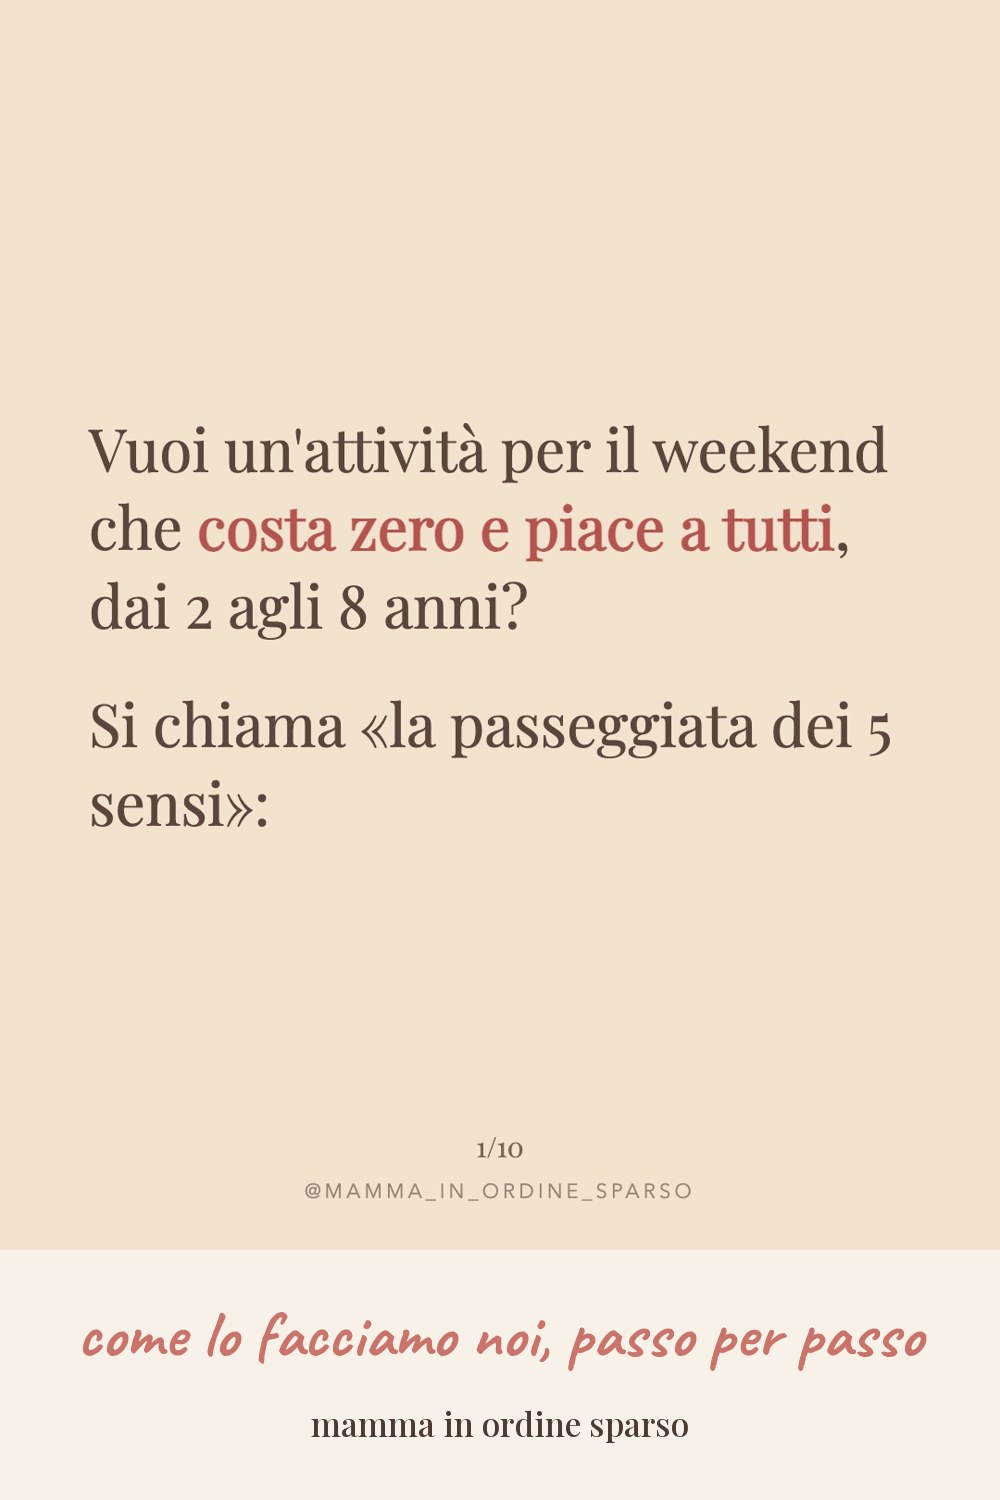 Vuoi un'attività per il weekend
che costa zero e piace a tutti,
dai 2 agli 8 anni?
Si chiama «la passeggiata dei 5
sensi»:
1/10
@MAMMA_IN_ORDINE_SPARSO
come lo facciamo noi, passo per passo
mamma in ordine sparso